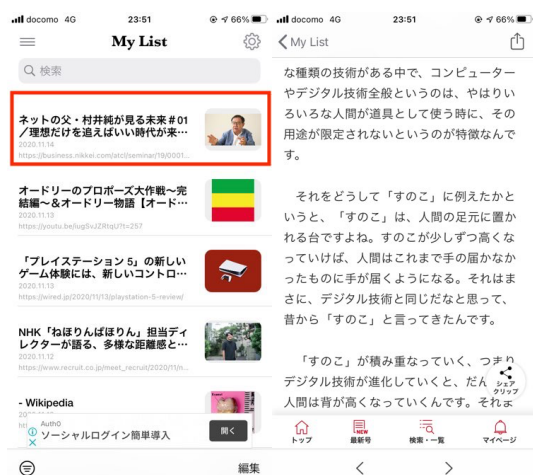 docomo 4G 23:51 66%
My List
検索
ネットの父・村井純が見る未来＃01
／理想だけを追えばいい時代が来…
2020.11.14
https://business.nikkei.com/atcl/seminar/19/0001...
オードリーのプロポーズ大作戦〜完
結編〜＆オードリー物語【オード…
2020.11.13
https://youtu.be/iug5vJZRtqU?t=257
「プレイステーション 5」の新しい
ゲーム体験には、新しいコントロ…
2020.11.13
https://wired.jp/2020/11/13/playstation-5-review/
NHK「ねほりんぱほりん」担当ディ
レクターが語る、多様な距離感と…
2020.11.12
https://www.recruit.co.jp/meet_recruit/2020/11/n...
- Wikipedia
Auth0
ソーシャルログイン簡単導入
開く
編集
docomo 4G 23:51 66%
My List
な種類の技術がある中で、コンピューター
やデジタル技術全般というのは、やはりい
ろいろな人間が道具として使う時に、その
用途が限定されないというのが特徴なんで
す。
それをどうして「すのこ」に例えたかと
いうと、「すのこ」は、人間の足元に置か
れる台ですよね。すのこが少しずつ高くな
っていけば、人間はこれまで手の届かなか
ったものに手が届くようになる。それはま
さに、デジタル技術と同じだなと思って、
昔から「すのこ」と言ってきたんです。
「すのこ」が積み重なっていく、つまり
デジタル技術が進化していくと、だん
人間は背が高くなっていくんです。それま
シェア
クリップ
トップ
NEW
最新号
検索・一覧
マイページ